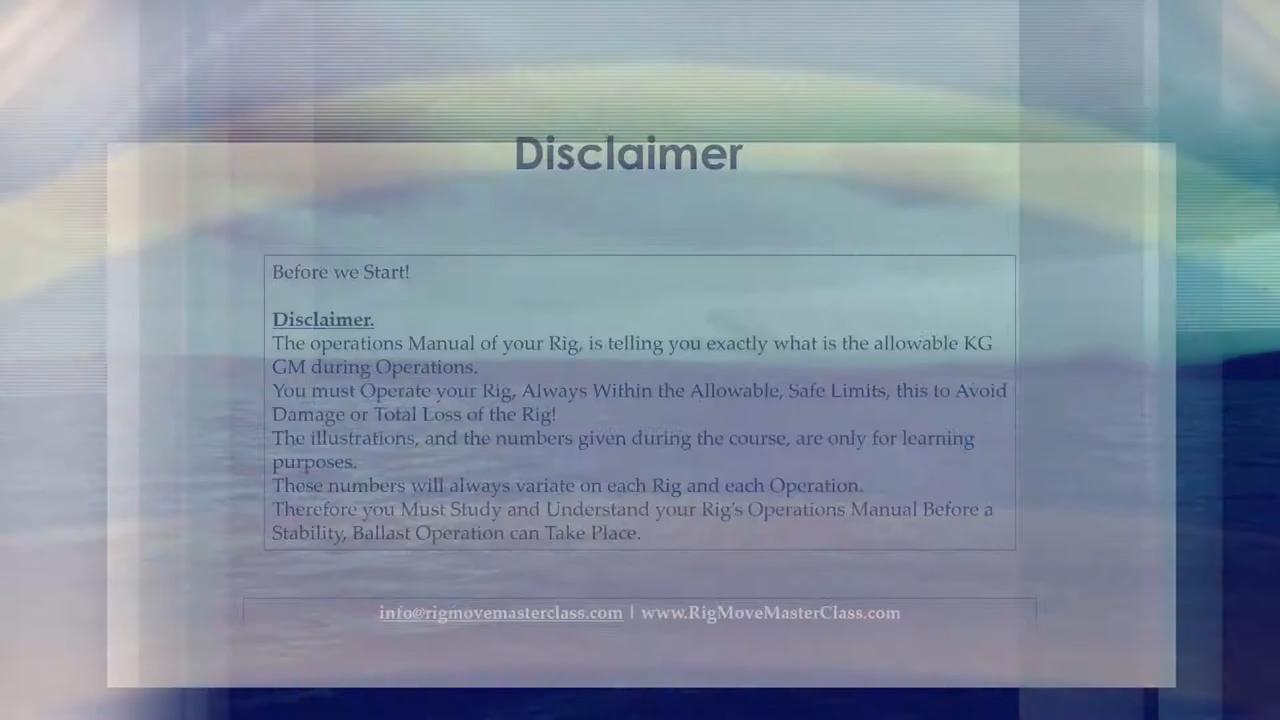 Disclaimer
Before we Start!
Disclaimer.
The operations Manual of your Rig, is telling you exactly what is the allowable KG
GM during Operations.
You must Operate your Rig, Always Within the Allowable, Safe Limits, this to Avoid
Damage or Total Loss of the Rig!
The illustrations, and the numbers given during the course, are only for learning
purposes.
These numbers will always variate on each Rig and each Operation.
Therefore you Must Study and Understand your Rig's Operations Manual Before a
Stability, Ballast Operation can Take Place.
info@rigmovemasterclass.com | www.RigMoveMasterClass.com